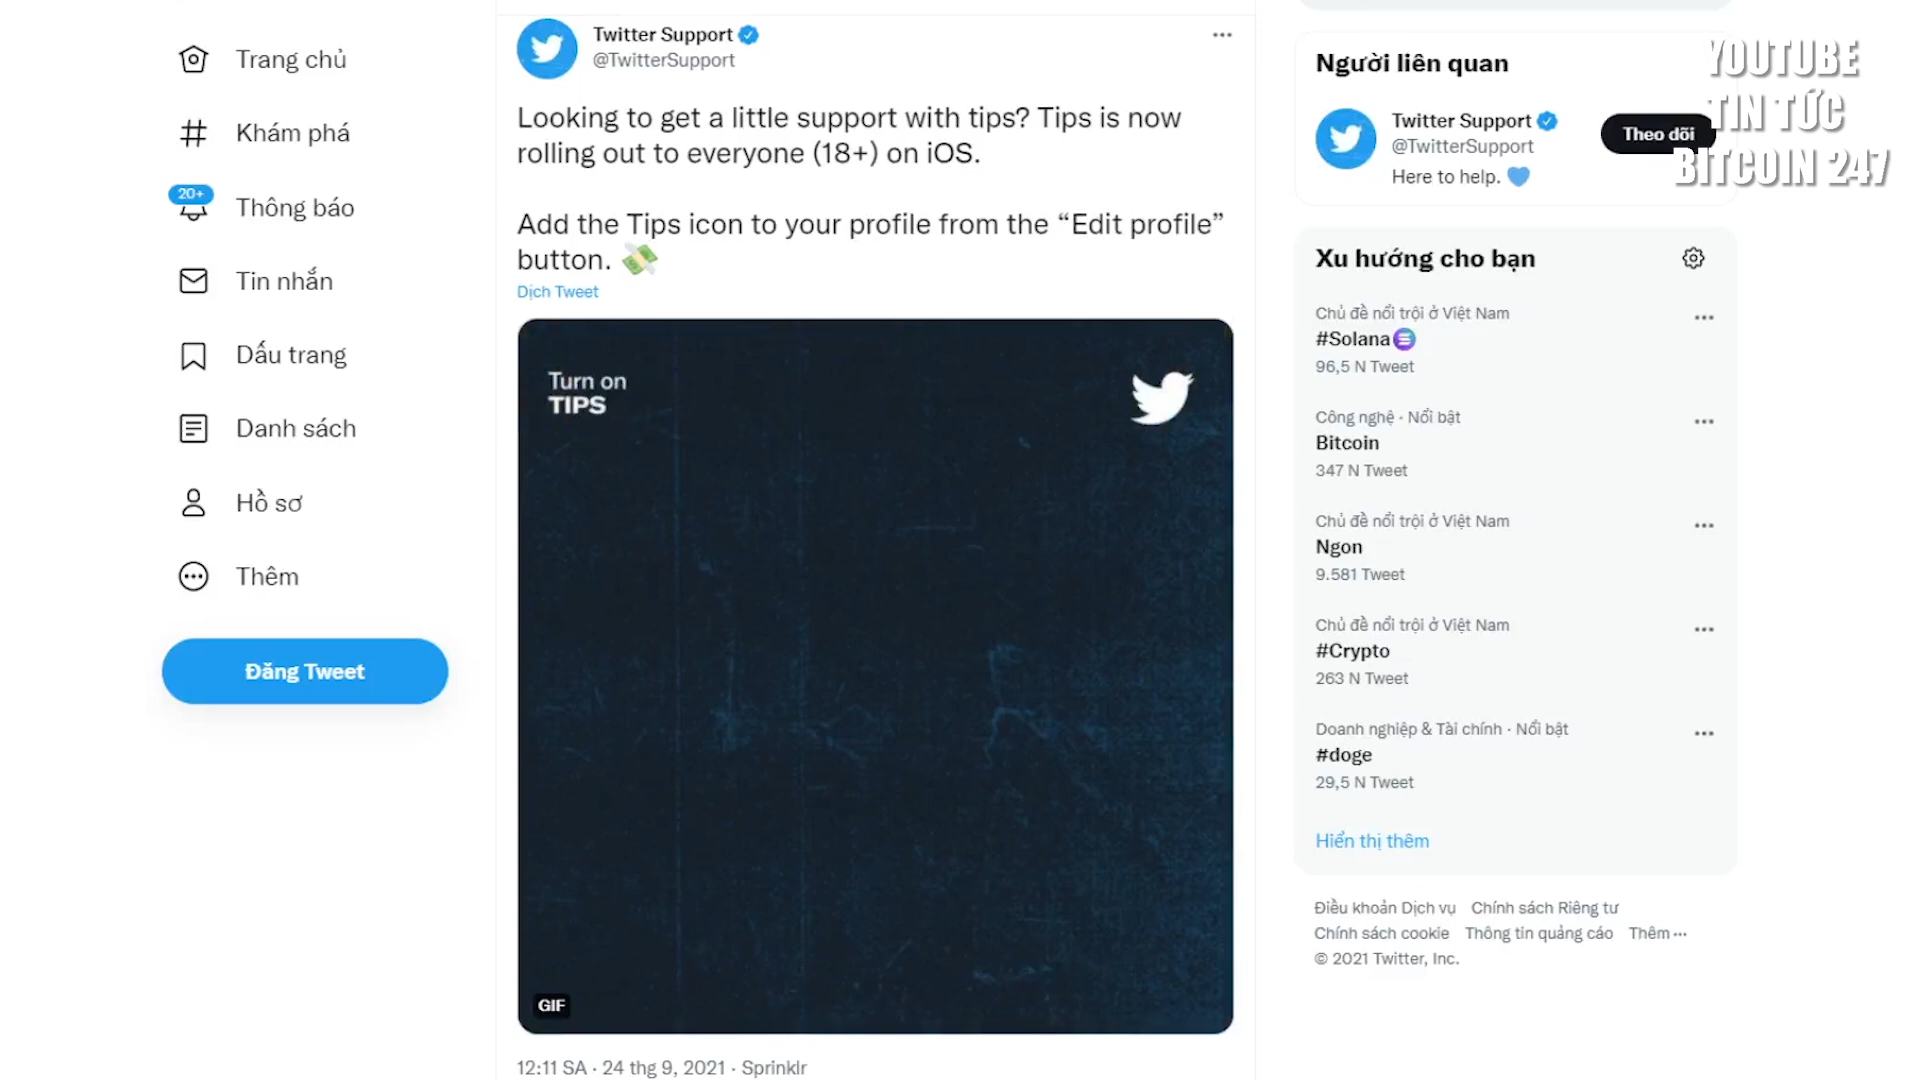 Trang chủ
Khám phá
20+
Thông báo
Tin nhắn
Dấu trang
Danh sách
Hồ sơ
Thêm
Đăng Tweet
Twitter Support
@TwitterSupport
Looking to get a little support with tips? Tips is now
rolling out to everyone (18+) on iOS.
Add the Tips icon to your profile from the “Edit profile”
button. 💸
Dịch Tweet
Turn on
TIPS
GIF
12:11 SA · 24 thg 9, 2021 · Sprinklr
Người liên quan
Twitter Support
@TwitterSupport
Theo dõi
Here to help. 💙
YOUTUBE
TIN TỨC
BITCOIN 247
Xu hướng cho bạn
Chủ đề nổi trội ở Việt Nam
#Solana
96,5 N Tweet
Công nghệ · Nổi bật
Bitcoin
347 N Tweet
Chủ đề nổi trội ở Việt Nam
Ngon
9.581 Tweet
Chủ đề nổi trội ở Việt Nam
#Crypto
263 N Tweet
Doanh nghiệp & Tài chính · Nổi bật
#doge
29,5 N Tweet
Hiển thị thêm
Điều khoản Dịch vụ Chính sách Riêng tư
Chính sách cookie Thông tin quảng cáo Thêm ···
© 2021 Twitter, Inc.